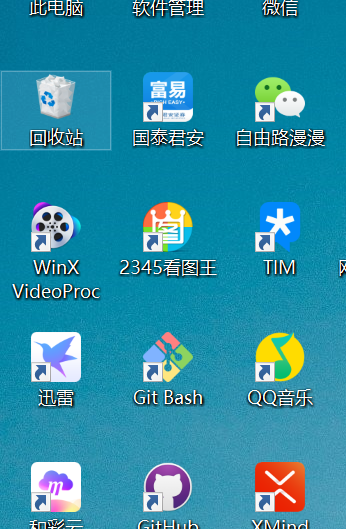 此电脑
软件管理
微信
富易
RICH EASY+
回收站
国泰君安
自由路漫漫
WinX
VideoProc
2345看图王
TIM
迅雷
Git Bash
QQ音乐
和彩云
GitHub
XMind